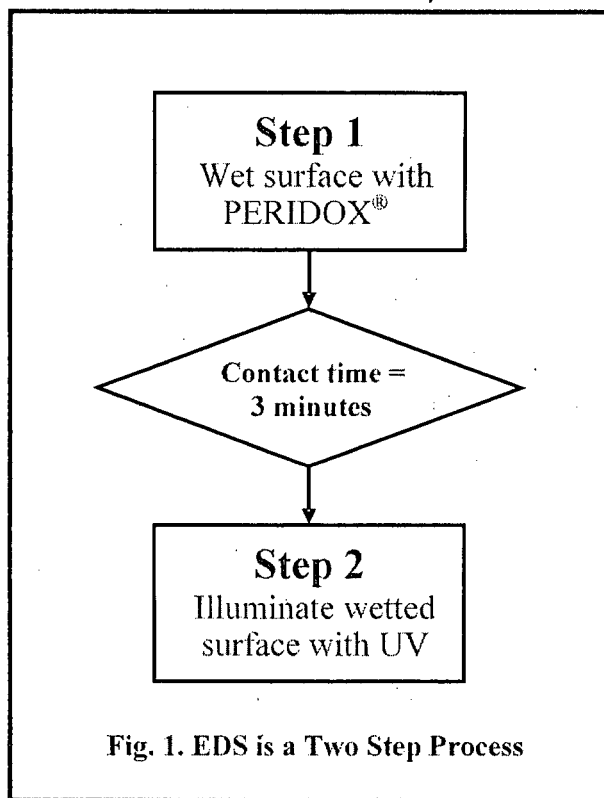 Step 1
Wet surface with
PERIDOX®
Contact time =
3 minutes
Step 2
Illuminate wetted
surface with UV
Fig. 1. EDS is a Two Step Process